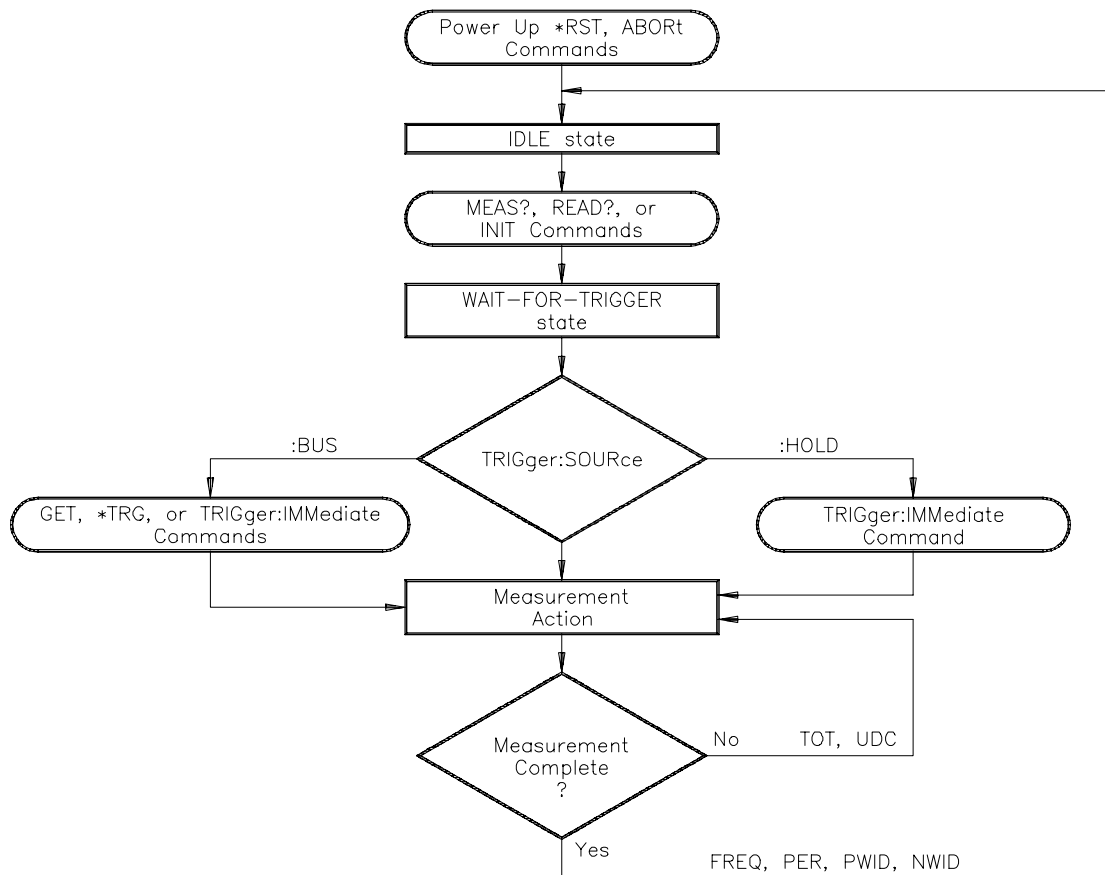 Power Up *RST, ABORt
Commands
IDLE state
MEAS?, READ?, or
INIT Commands
WAIT-FOR-TRIGGER
state
:BUS
TRIGger:SOURce
:HOLD
GET, *TRG, or TRIGger:IMMediate
Commands
TRIGger:IMMediate
Command
Measurement
Action
Measurement
Complete
?
No
TOT, UDC
Yes
FREQ, PER, PWID, NWID